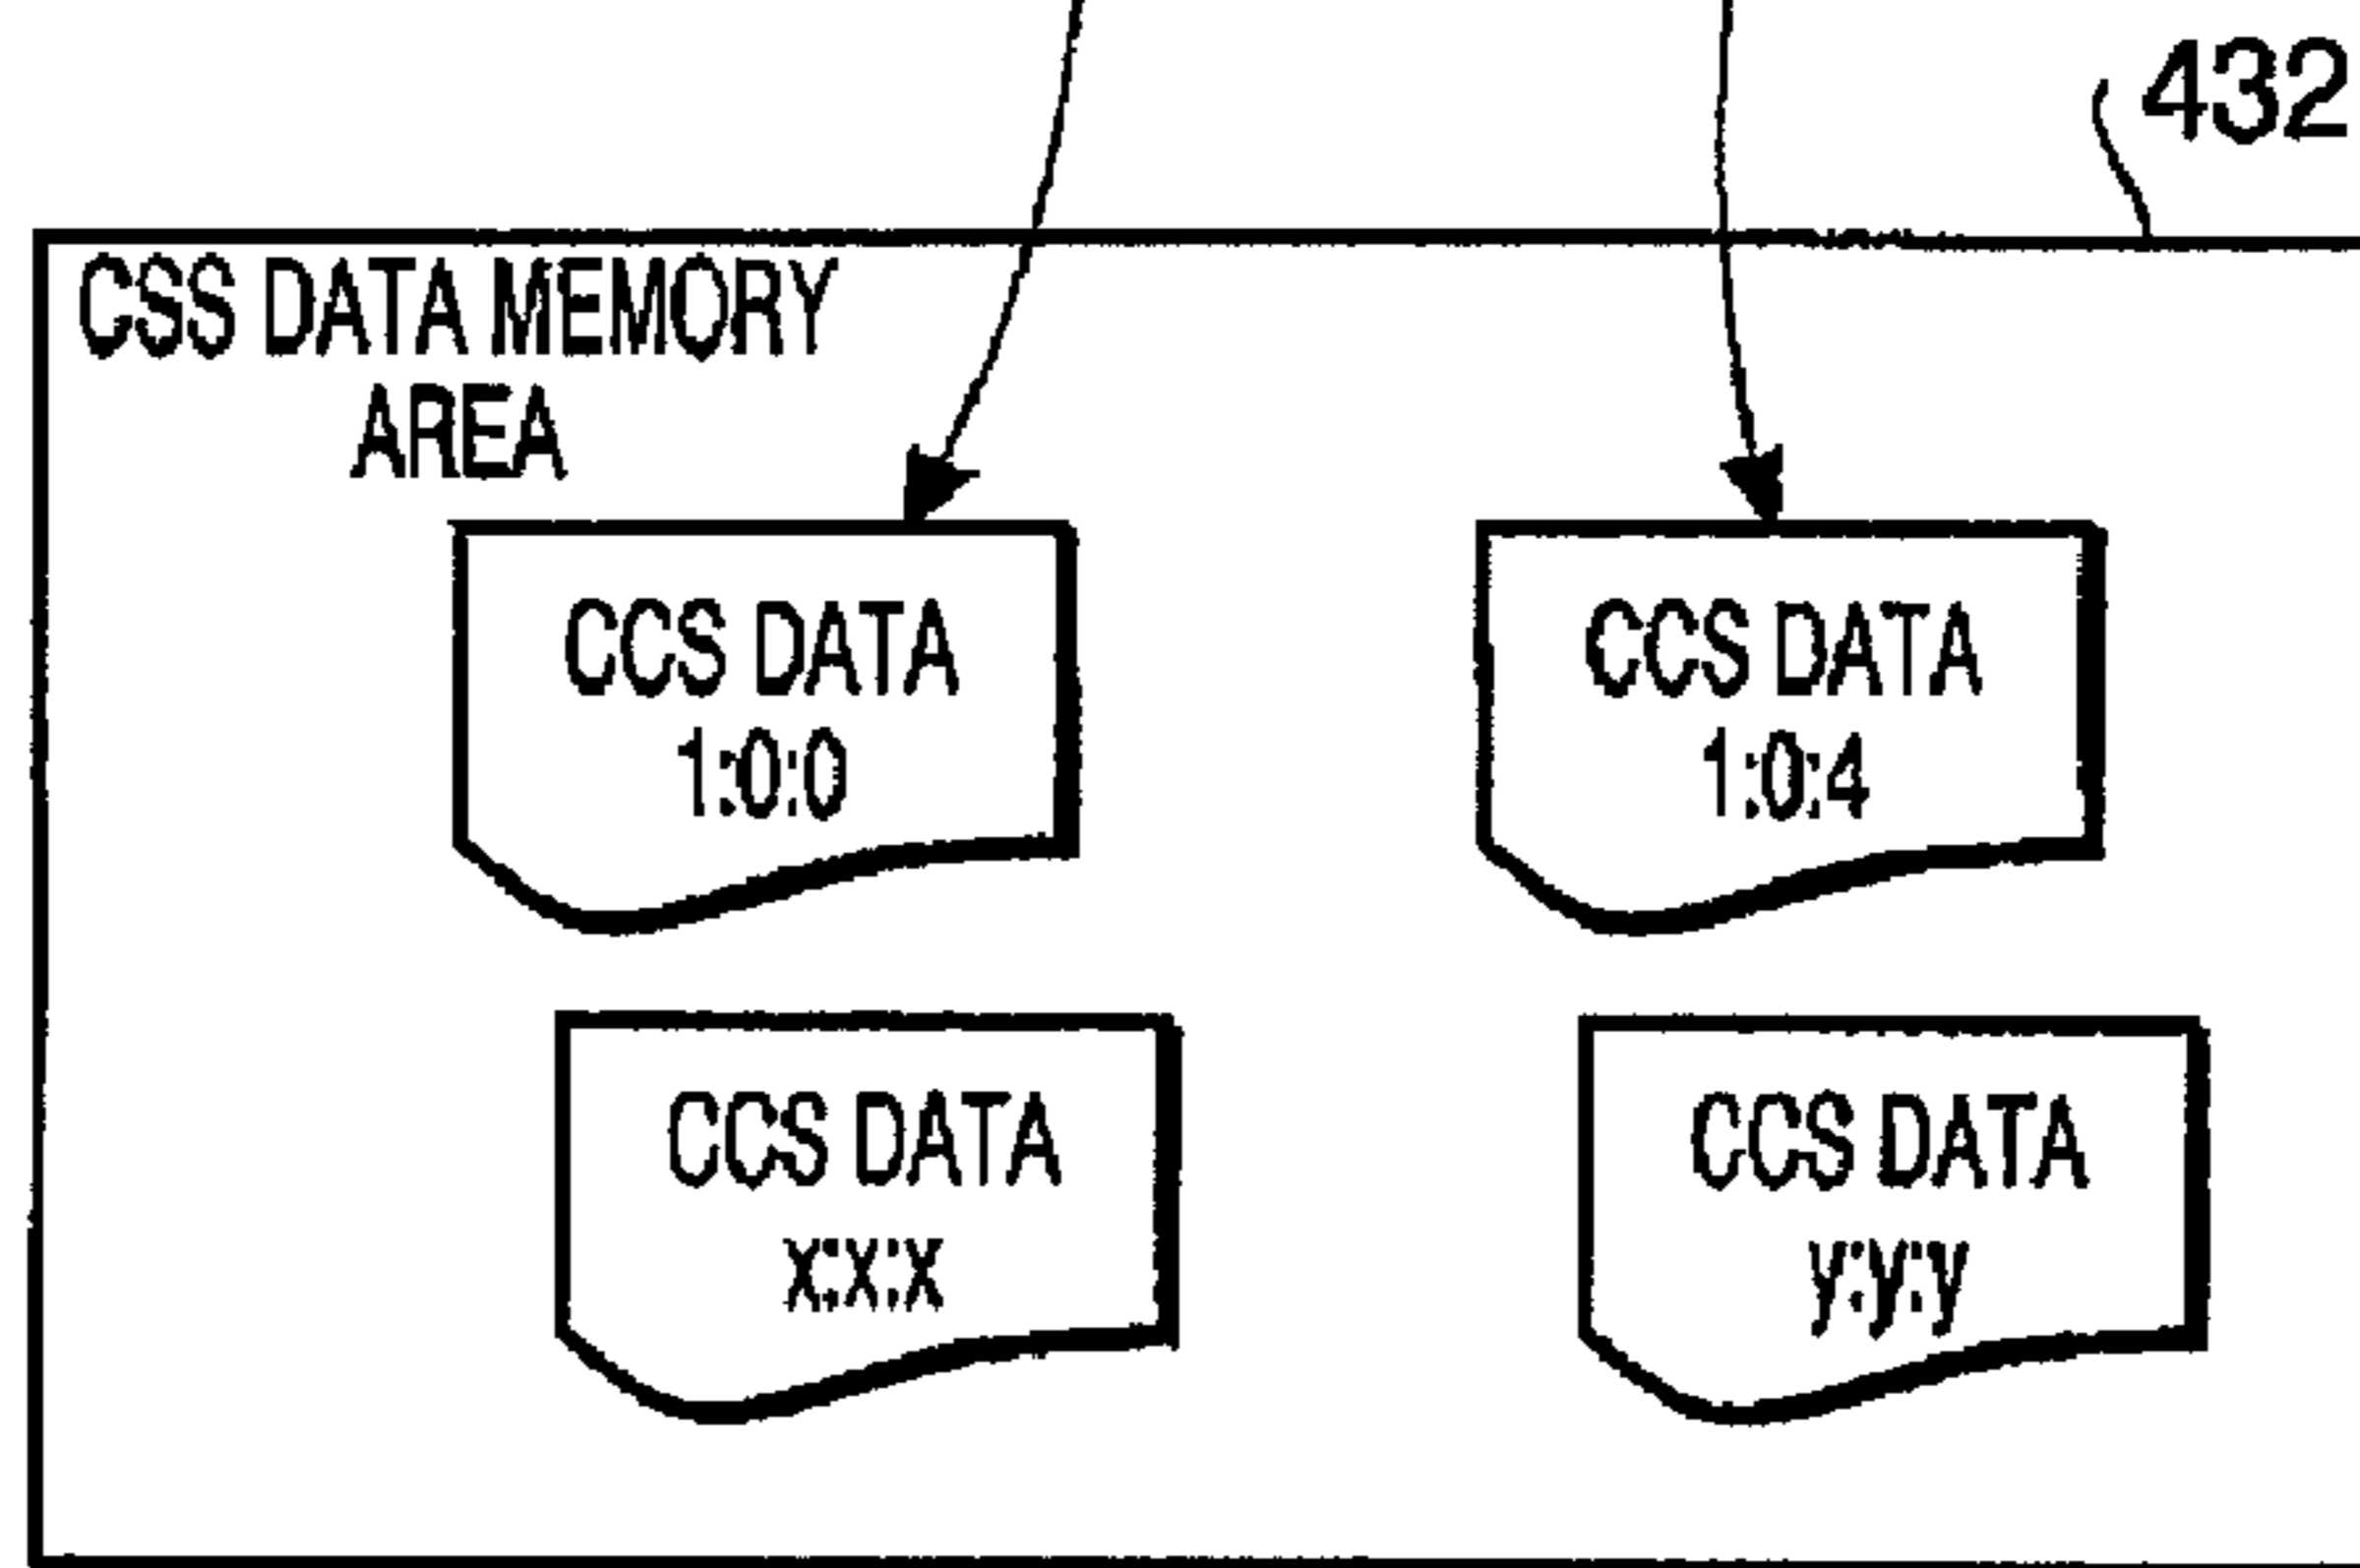 432
CSS DATA MEMORY
AREA
CCS DATA
1:0:0
CCS DATA
1:0:4
CCS DATA
x:x:x
CCS DATA
y:y:y